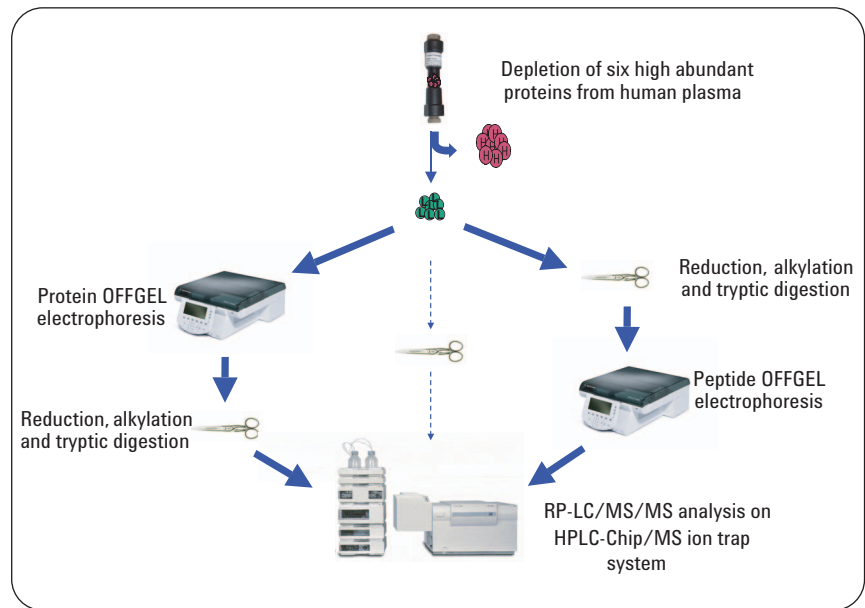 Depletion of six high abundant
proteins from human plasma
H H H H H H H
L L L L L L
Protein OFFGEL
electrophoresis
Reduction, alkylation
and tryptic digestion
Reduction, alkylation
and tryptic digestion
Peptide OFFGEL
electrophoresis
RP-LC/MS/MS analysis on
HPLC-Chip/MS ion trap
system